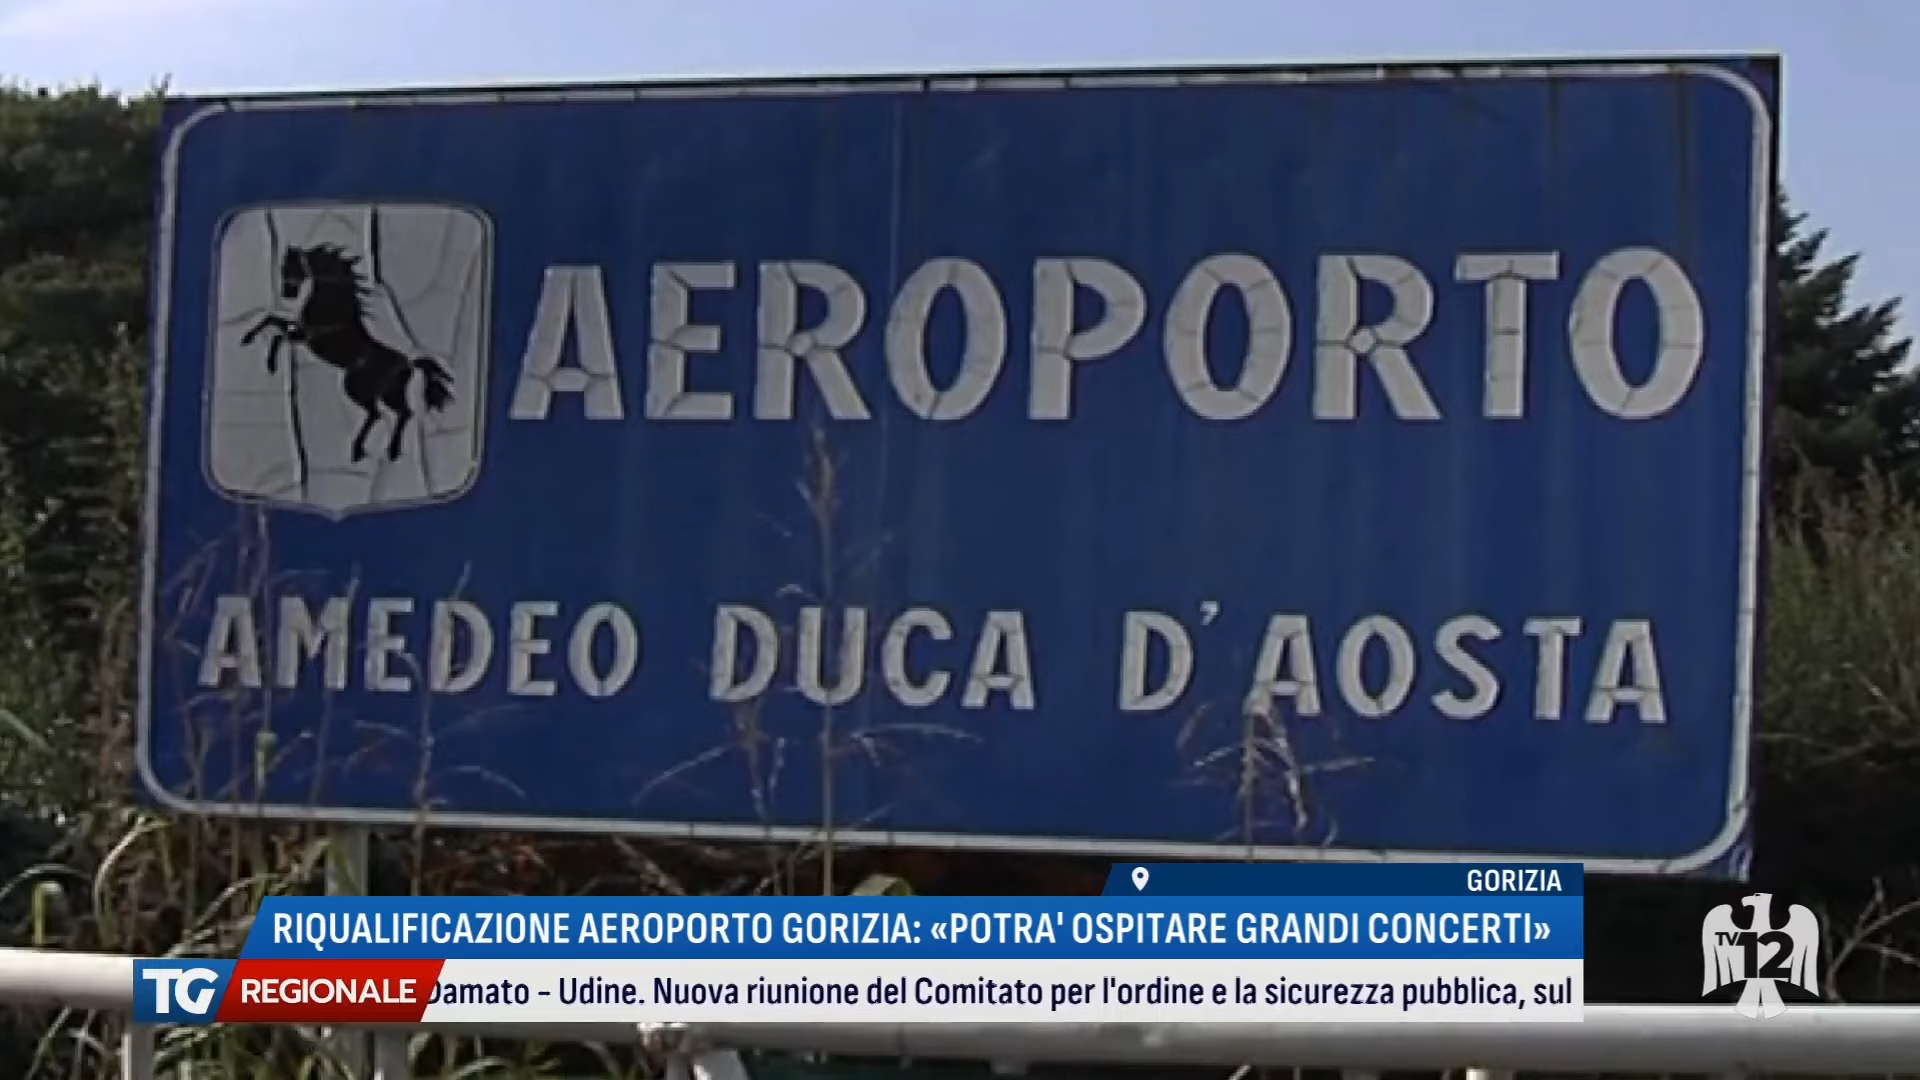 AEROPORTO
AMEDEO DUCA D'AOSTA
GORIZIA
RIQUALIFICAZIONE AEROPORTO GORIZIA: «POTRA' OSPITARE GRANDI CONCERTI»
TG REGIONALE
Damato - Udine. Nuova riunione del Comitato per l'ordine e la sicurezza pubblica, sul
TV 12